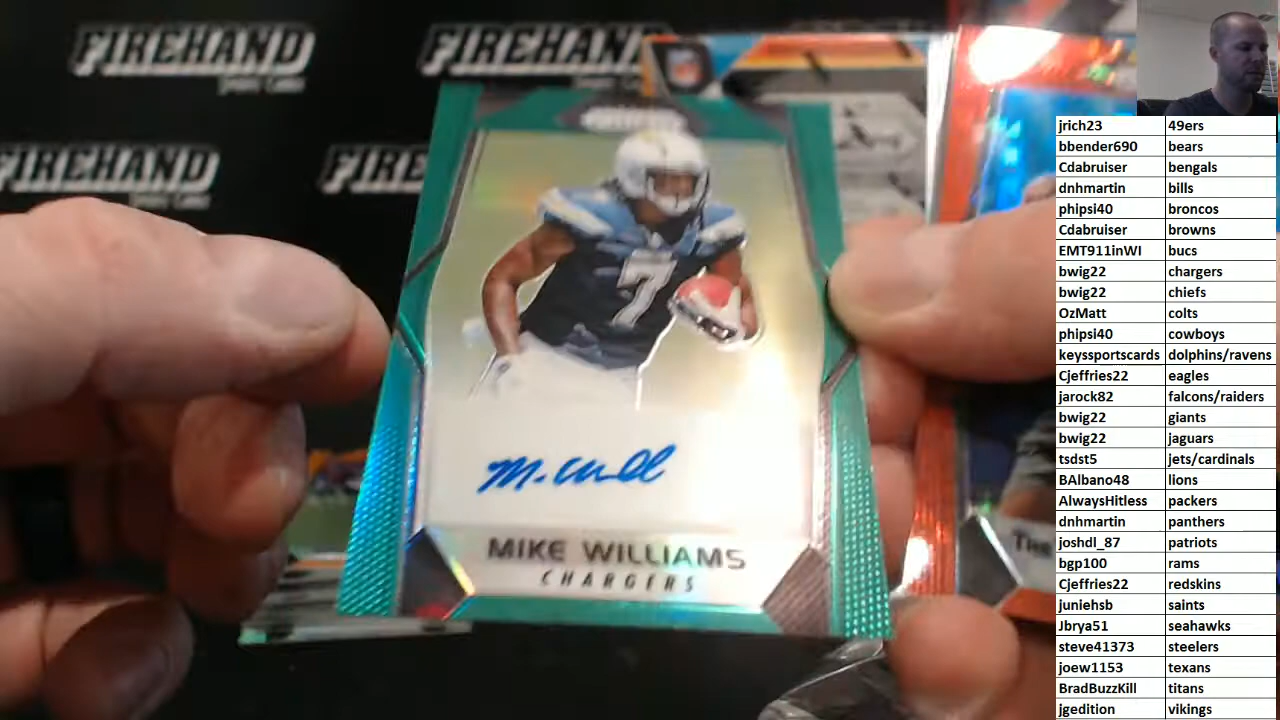 FIREHAND
FIREHAND
FIREHAND
FIRE
7
M. Will
MIKE WILLIAMS
CHARGERS
THE
jrich23 49ers
bbender690 bears
Cdabruiser bengals
dnhmartin bills
phipsi40 broncos
Cdabruiser browns
EMT911inWI bucs
bwig22 chargers
bwig22 chiefs
OzMatt colts
phipsi40 cowboys
keyssportscards dolphins/ravens
Cjeffries22 eagles
jarock82 falcons/raiders
bwig22 giants
bwig22 jaguars
tsdst5 jets/cardinals
BAlbano48 lions
AlwaysHitless packers
dnhmartin panthers
joshdl_87 patriots
bgp100 rams
Cjeffries22 redskins
juniehsb saints
Jbrya51 seahawks
steve41373 steelers
joew1153 texans
BradBuzzKill titans
jgedition vikings